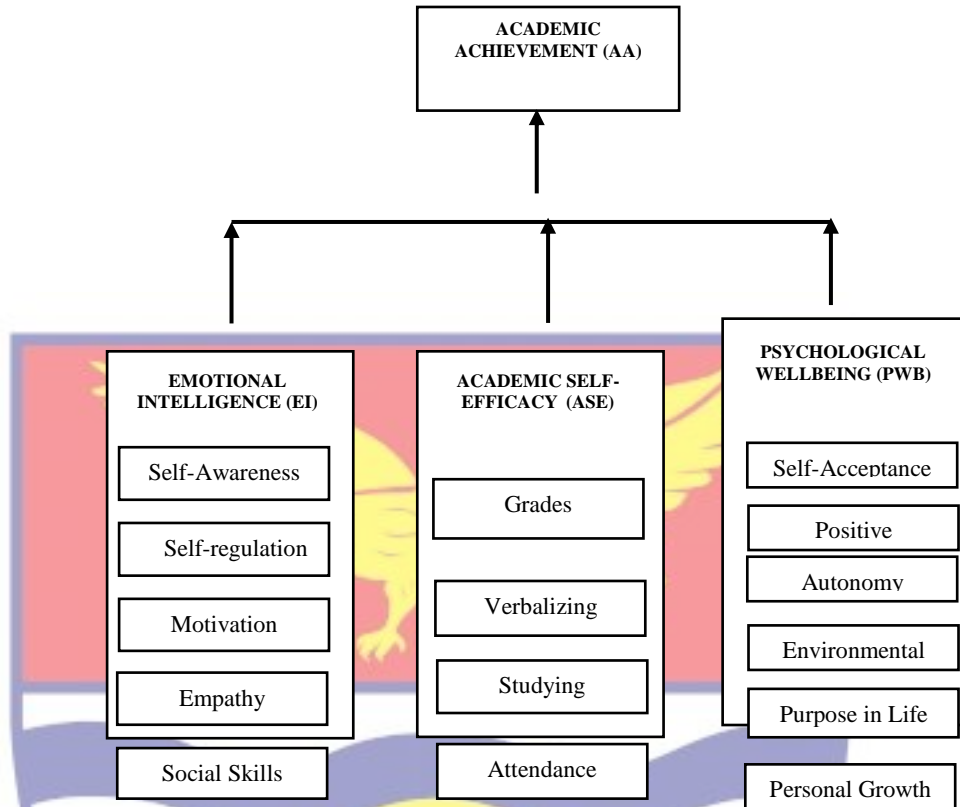 ACADEMIC
ACHIEVEMENT (AA)
EMOTIONAL
INTELLIGENCE (EI)
Self-Awareness
Self-regulation
Motivation
Empathy
Social Skills
ACADEMIC SELF-
EFFICACY (ASE)
Grades
Verbalizing
Studying
Attendance
PSYCHOLOGICAL
WELLBEING (PWB)
Self-Acceptance
Positive
Autonomy
Environmental
Purpose in Life
Personal Growth